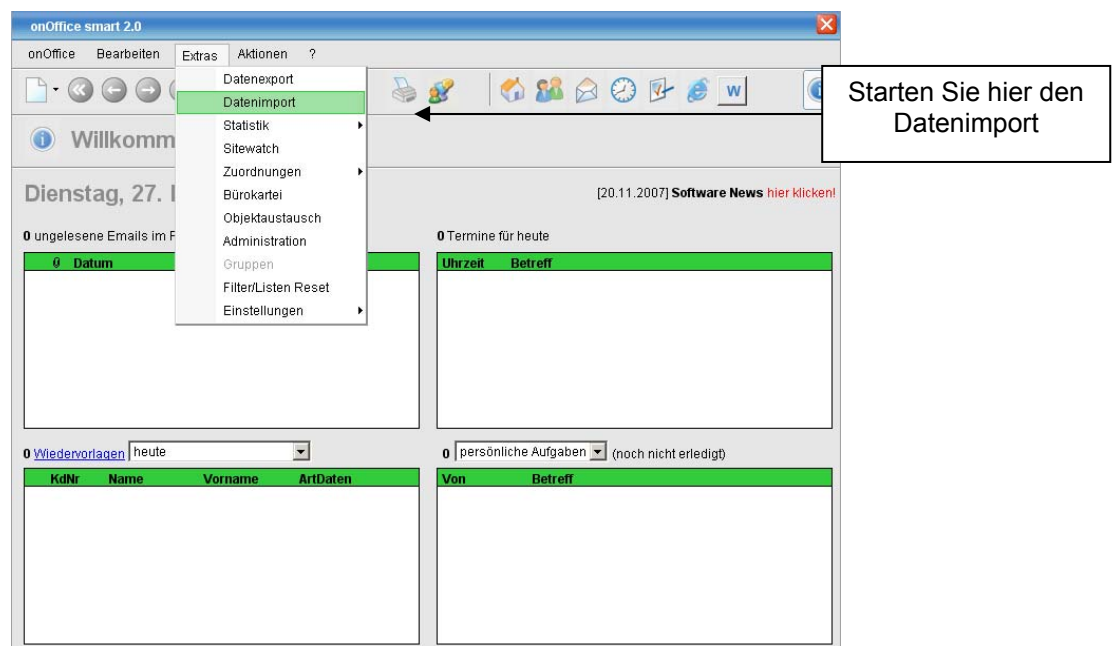 onOffice smart 2.0
onOffice Bearbeiten Extras Aktionen ?
Datenexport
Datenimport
Statistik
Sitewatch
Zuordnungen
Bürokartei
Objektaustausch
Administration
Gruppen
Filter/Listen Reset
Einstellungen
W
Starten Sie hier den
Datenimport
Willkomm
Dienstag, 27.
[20.11.2007] Software News hier klicken!
0 ungelesene Emails im
0 Termine für heute
Datum
Uhrzeit Betreff
0 Wiedervorlagen heute
0 persönliche Aufgaben (noch nicht erledigt)
KdNr Name Vorname ArtDaten
Von Betreff